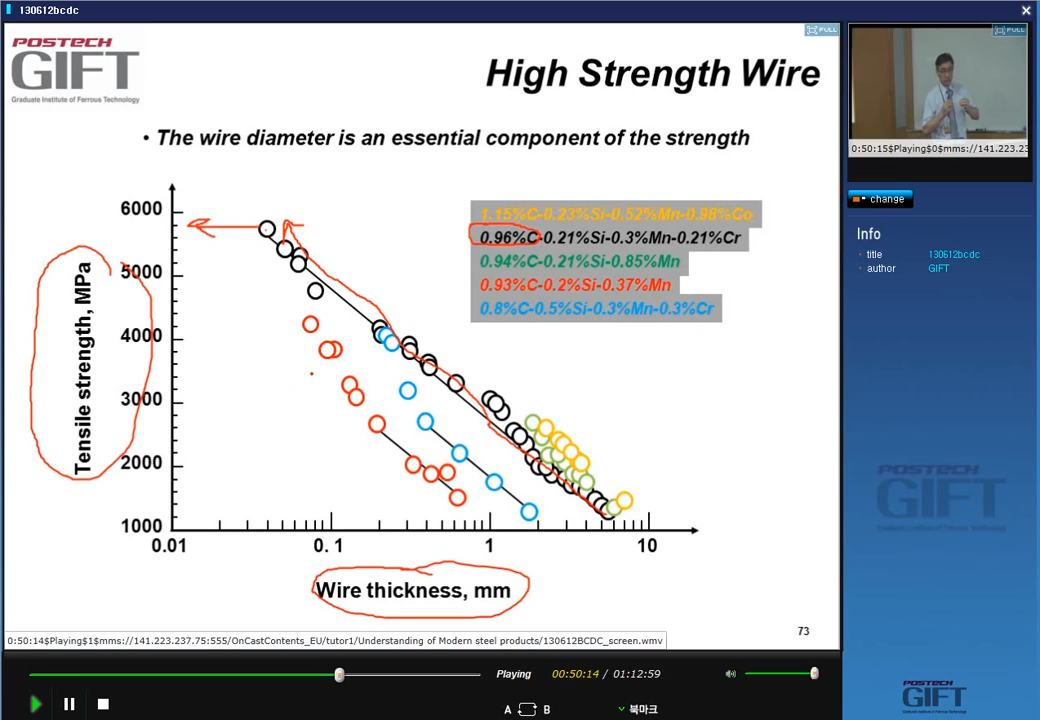 130612bcdc
POSTECH
GIFT
Graduate Institute of Ferrous Technology
High Strength Wire
FULL
• The wire diameter is an essential component of the strength
6000
5000
4000
3000
2000
1000
Tensile strength, MPa
1.15%C-0.23%Si-0.52%Mn-0.98%Co
0.96%C-0.21%Si-0.3%Mn-0.21%Cr
0.94%C-0.21%Si-0.85%Mn
0.93%C-0.2%Si-0.37%Mn
0.8%C-0.5%Si-0.3%Mn-0.3%Cr
0.01 0.1 1 10
Wire thickness, mm
73
0:50:14$Playing$1$mms://141.223.237.75:555/OnCastContents_EU/tutor1/Understanding of Modern steel products/130612BCDC_screen.wmv
Playing 00:50:14 / 01:12:59
A B 북마크
FULL
0:50:15$Playing$0$mms://141.223.23
change
Info
title 130612bcdc
author GIFT
POSTECH
GIFT
POSTECH
GIFT